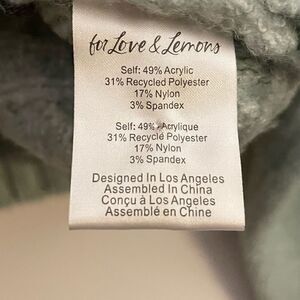 for Love & Lemons
Self: 49% Acrylic
31% Recycled Polyester
17% Nylon
3% Spandex
Self: 49% Acrylique
31% Recyclé Polyester
17% Nylon
3% Spandex
Designed In Los Angeles
Assembled In China
Conçu à Los Angeles
Assemblé en Chine